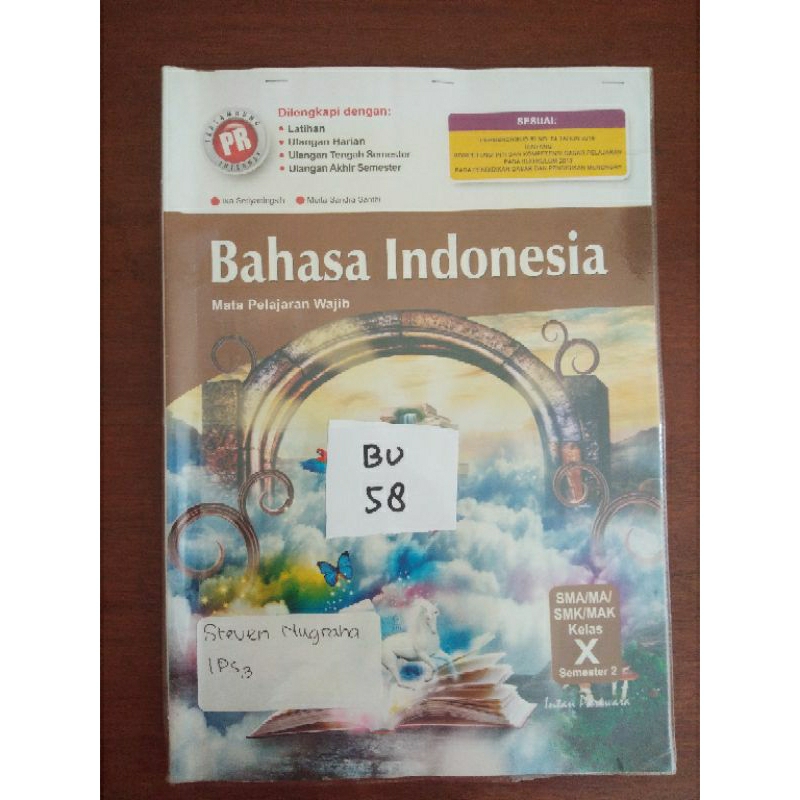 PR
Dilengkapi dengan:
Latihan
Ulangan Harian
Ulangan Tengah Semester
Ulangan Akhir Semester
SESUAI:
Bahasa Indonesia
Mata Pelajaran Wajib
BU
58
SMA/MA/
SMK/MAK
Kelas
X
Semester 2
Steven Nugraha
IPS 3
Intan Pariwara